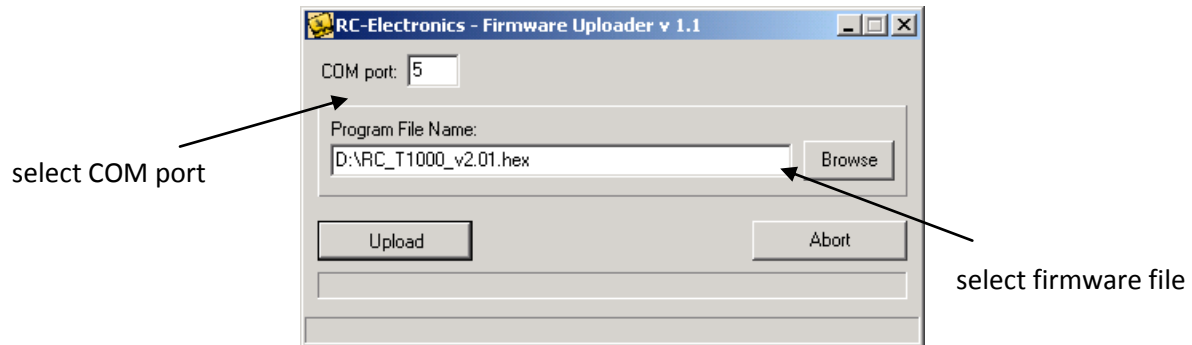 RC-Electronics - Firmware Uploader v 1.1
COM port: 5
select COM port
Program File Name:
D:\RC_T1000_v2.01.hex
Browse
Upload
Abort
select firmware file